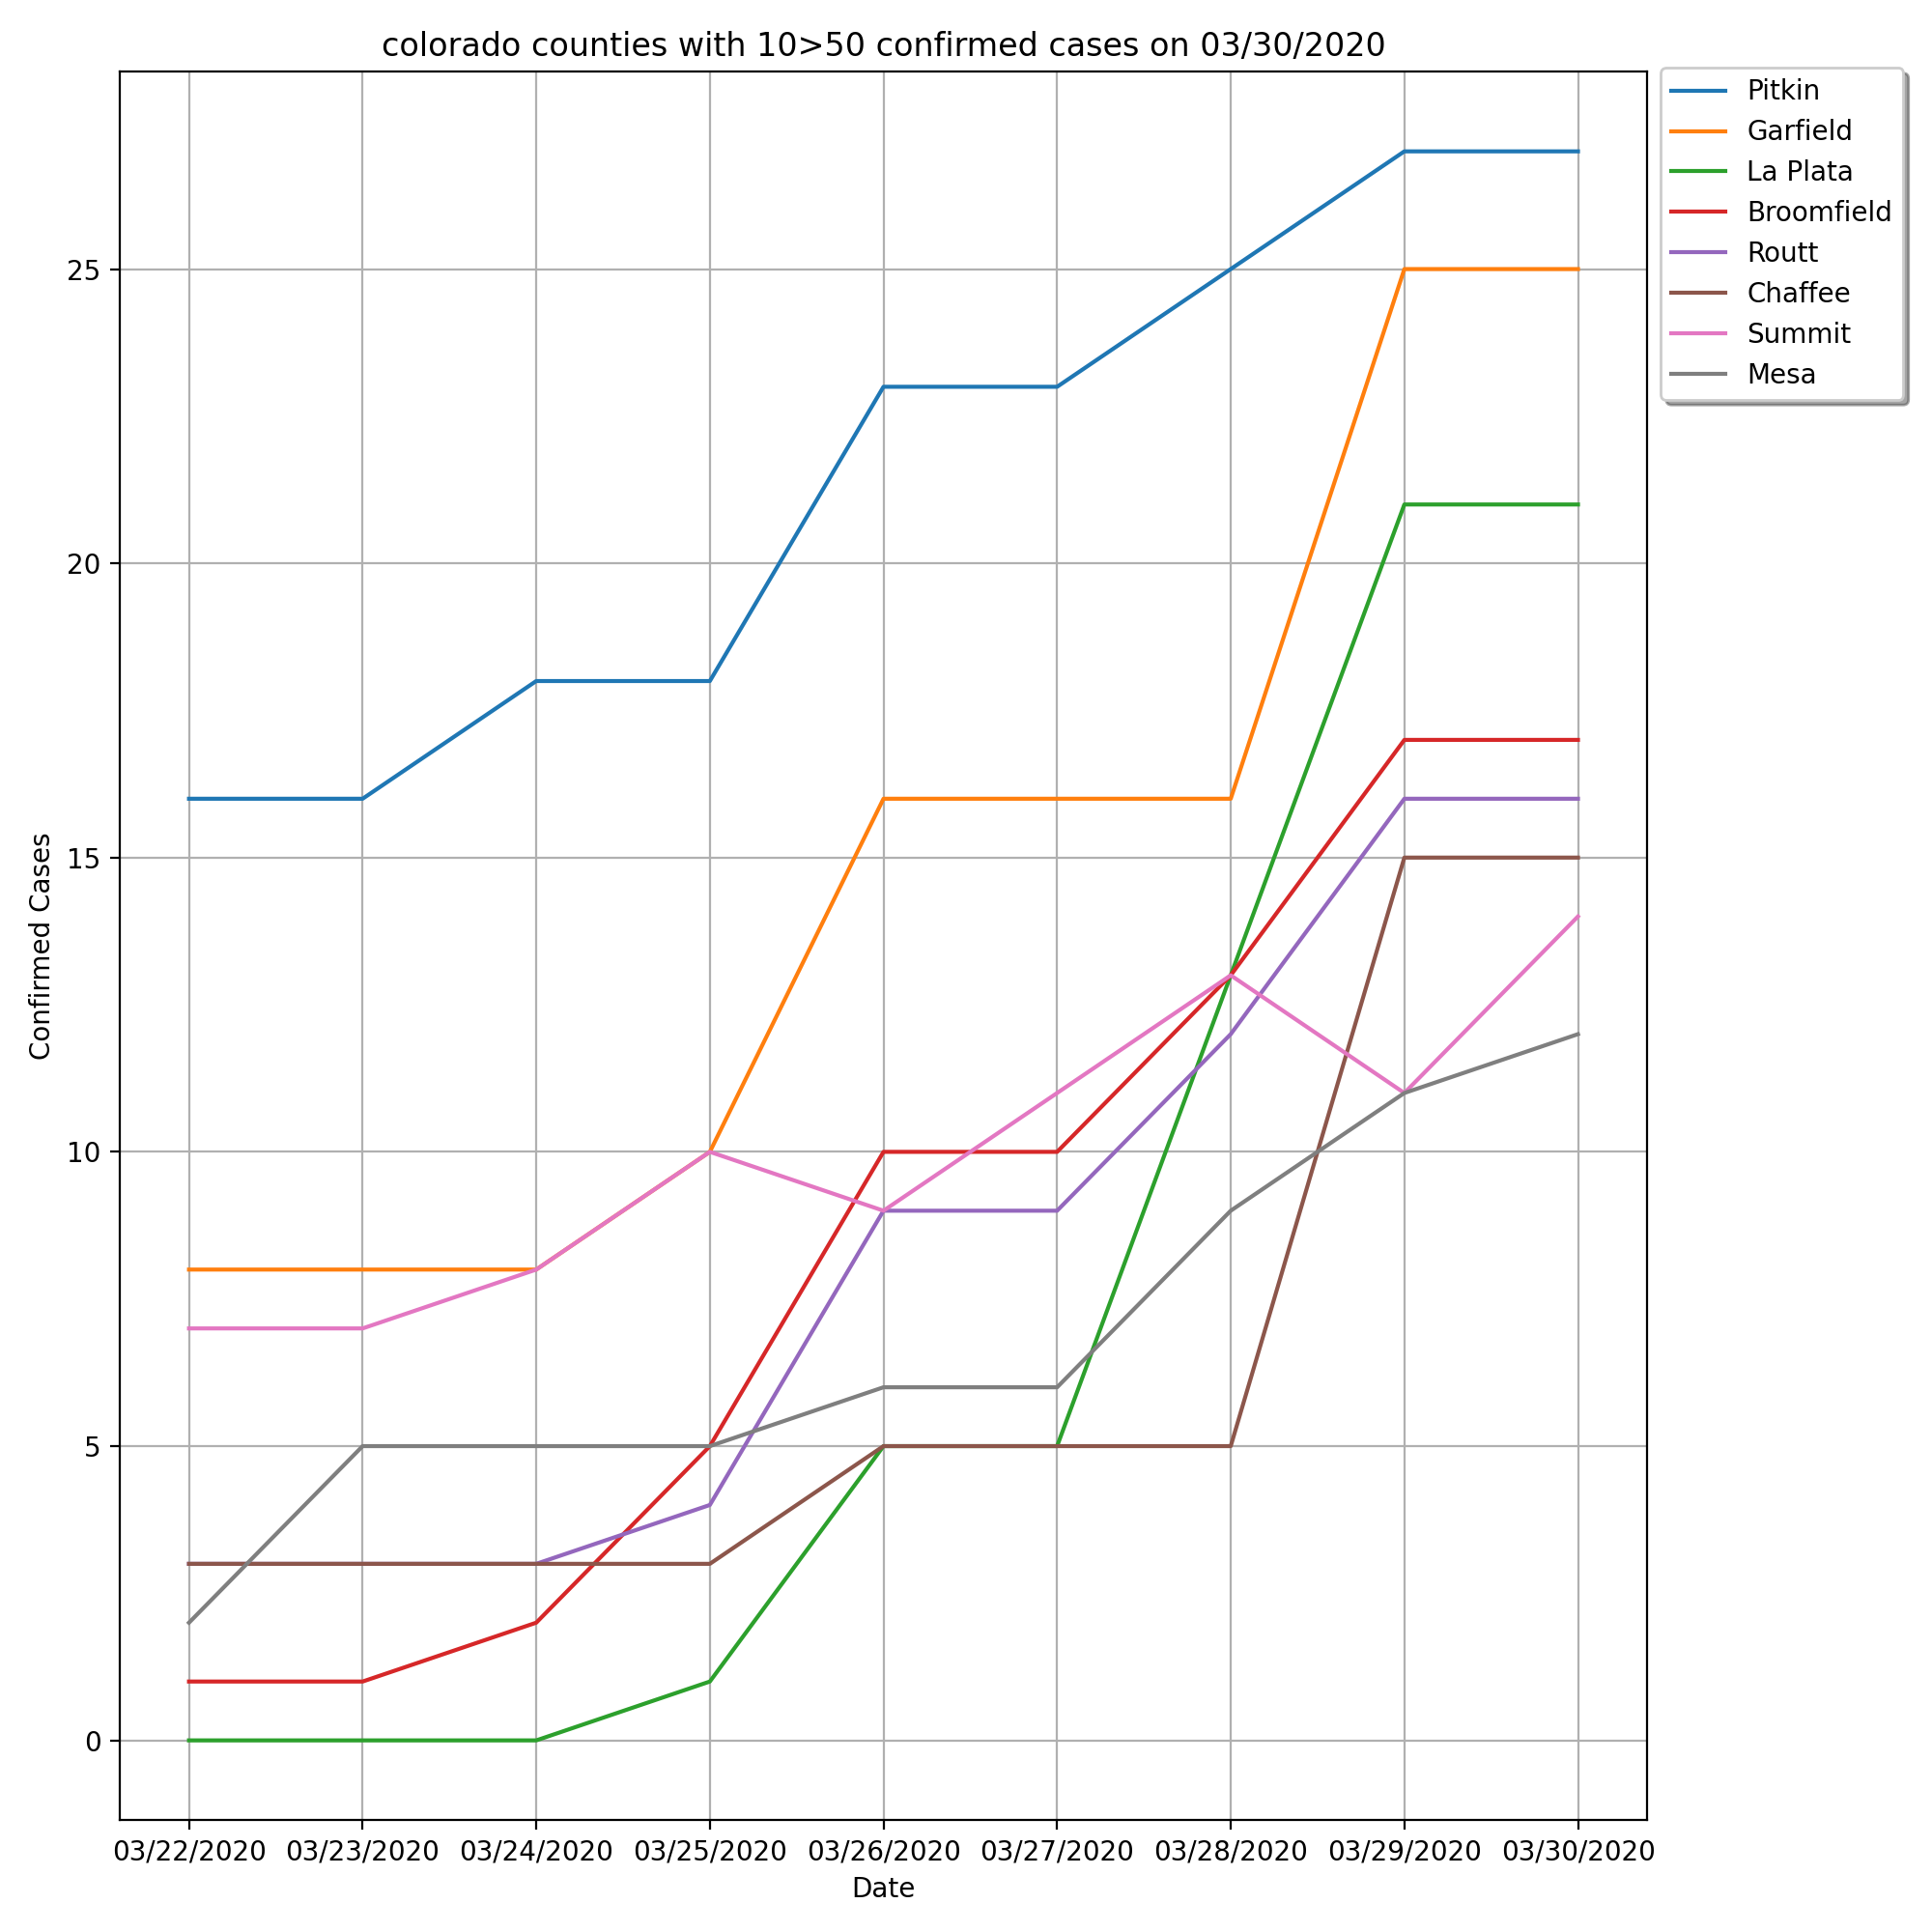 colorado counties with 10>50 confirmed cases on 03/30/2020
Pitkin
Garfield
La Plata
Broomfield
Routt
Chaffee
Summit
Mesa
Confirmed Cases
25
20
15
10
5
0
03/22/2020 03/23/2020 03/24/2020 03/25/2020 03/26/2020 03/27/2020 03/28/2020 03/29/2020 03/30/2020
Date